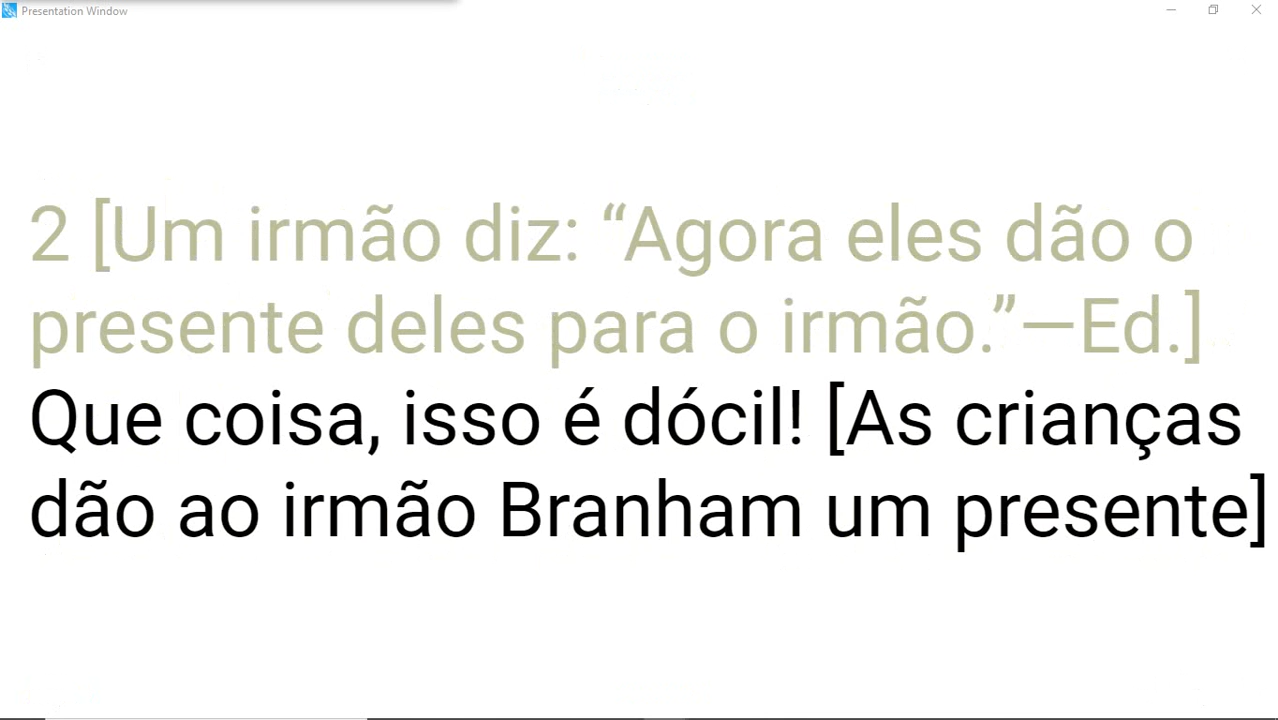 Presentation Window
2 [Um irmão diz: “Agora eles dão o
presente deles para o irmão.”—Ed.]
Que coisa, isso é dócil! [As crianças
dão ao irmão Branham um presente]